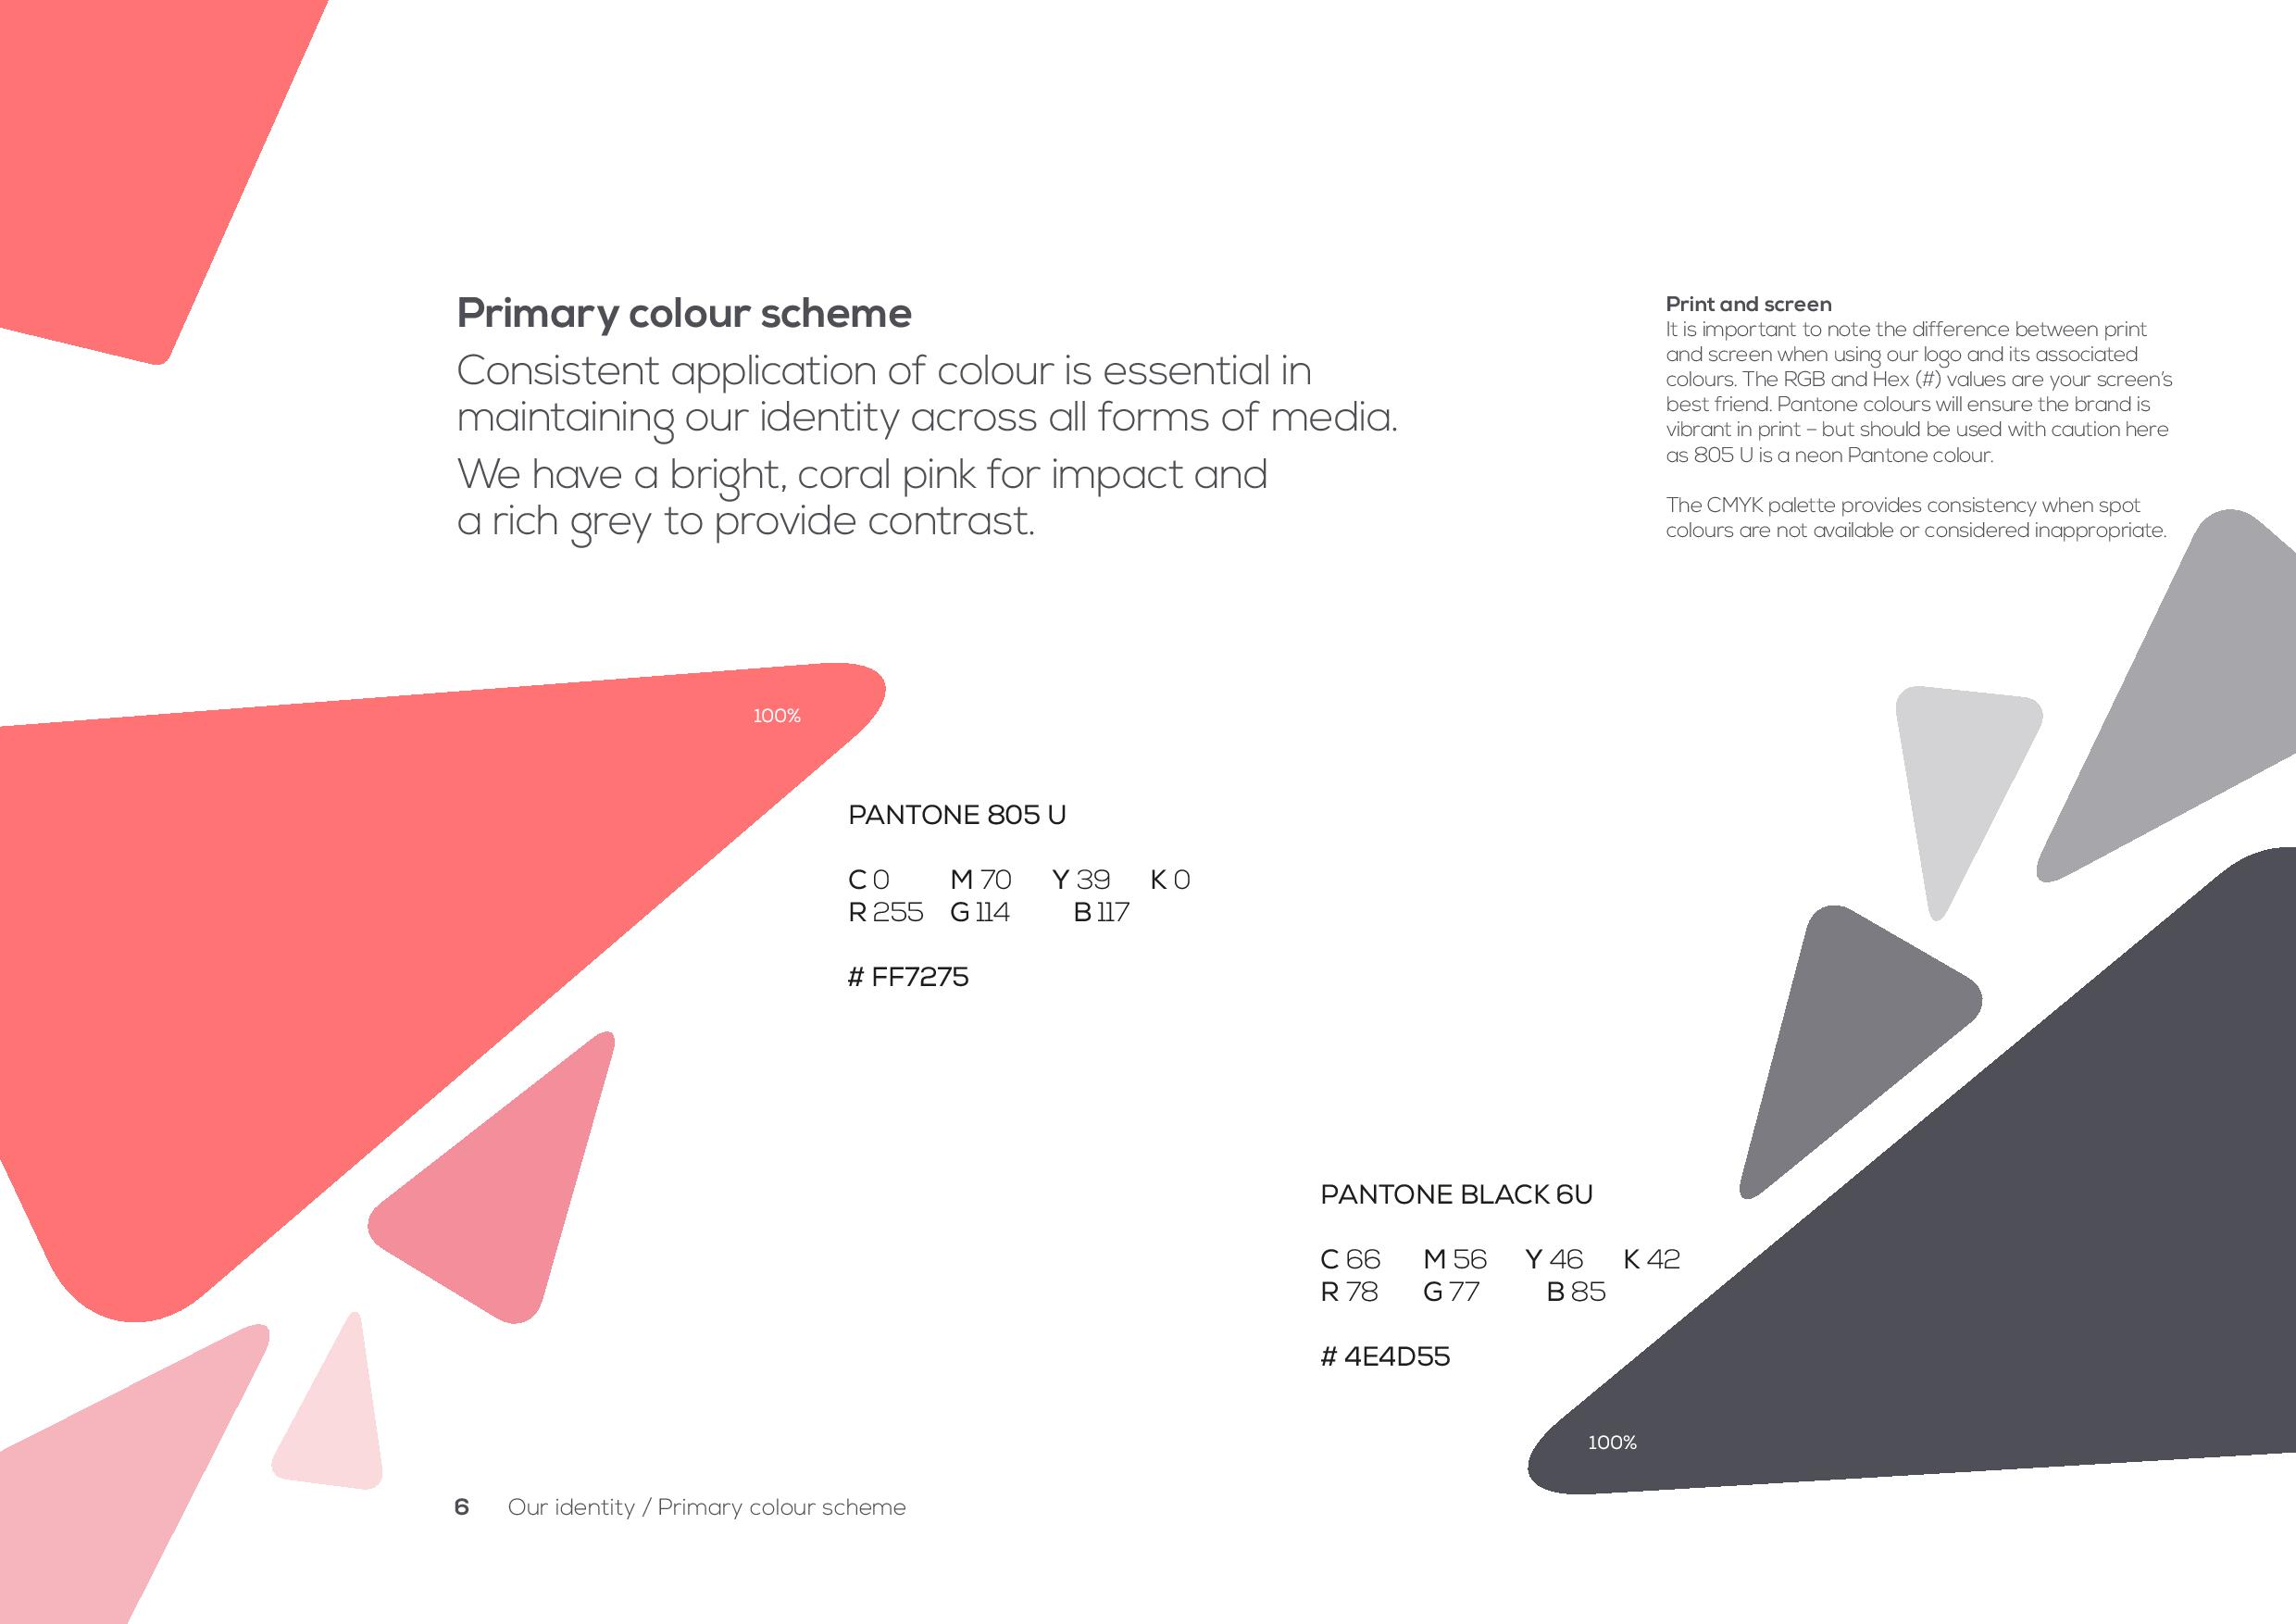 Primary colour scheme
Consistent application of colour is essential in
maintaining our identity across all forms of media.
We have a bright, coral pink for impact and
a rich grey to provide contrast.
Print and screen
It is important to note the difference between print
and screen when using our logo and its associated
colours. The RGB and Hex (#) values are your screen’s
best friend. Pantone colours will ensure the brand is
vibrant in print – but should be used with caution here
as 805 U is a neon Pantone colour.
The CMYK palette provides consistency when spot
colours are not available or considered inappropriate.
100%
PANTONE 805 U
C 0 M 70 Y 39 K 0
R 255 G 114 B 117
# FF7275
PANTONE BLACK 6U
C 66 M 56 Y 46 K 42
R 78 G 77 B 85
# 4E4D55
100%
6 Our identity / Primary colour scheme